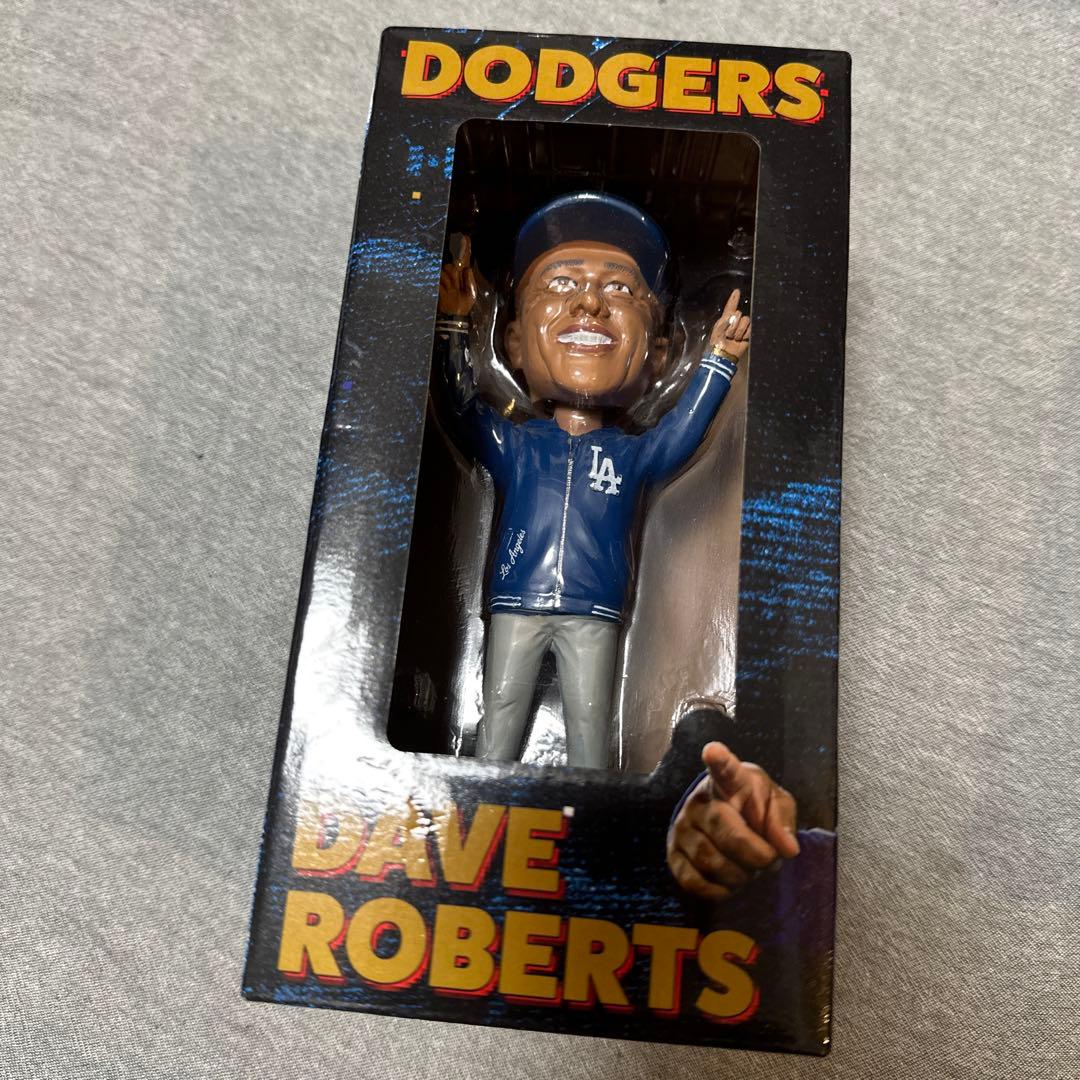 DODGERS
LA
Los Angeles
DAVE
ROBERTS